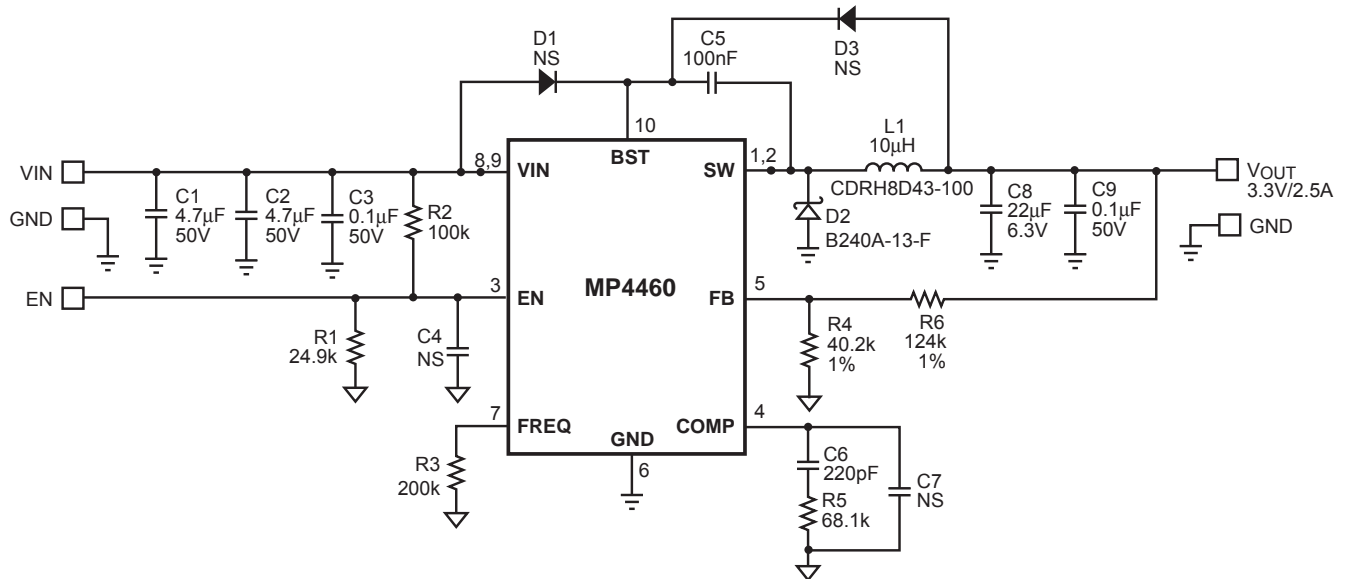 D1
NS
C5
100nF
D3
NS
10
BST
VIN
8,9
VIN
SW
1,2
L1
10µH
CDRH8D43-100
VOUT
3.3V/2.5A
GND
C1
4.7µF
50V
C2
4.7µF
50V
C3
0.1µF
50V
R2
100k
D2
B240A-13-F
C8
22µF
6.3V
C9
0.1µF
50V
GND
EN
3
EN
MP4460
FB
5
R1
24.9k
C4
NS
R4
40.2k
1%
R6
124k
1%
7
FREQ
GND
6
COMP
4
R3
200k
C6
220pF
R5
68.1k
C7
NS